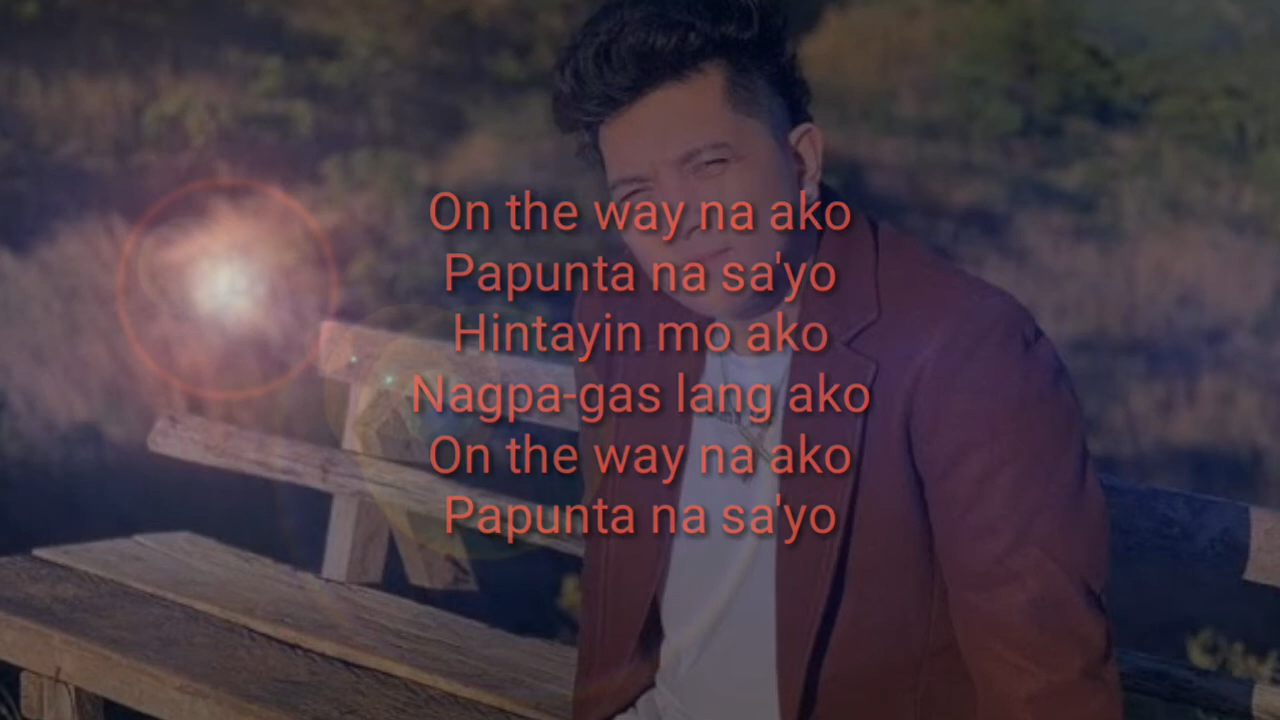 On the way na ako
Papunta na sa'yo
Hintayin mo ako
Nagpa-gas lang ako
On the way na ako
Papunta na sa'yo